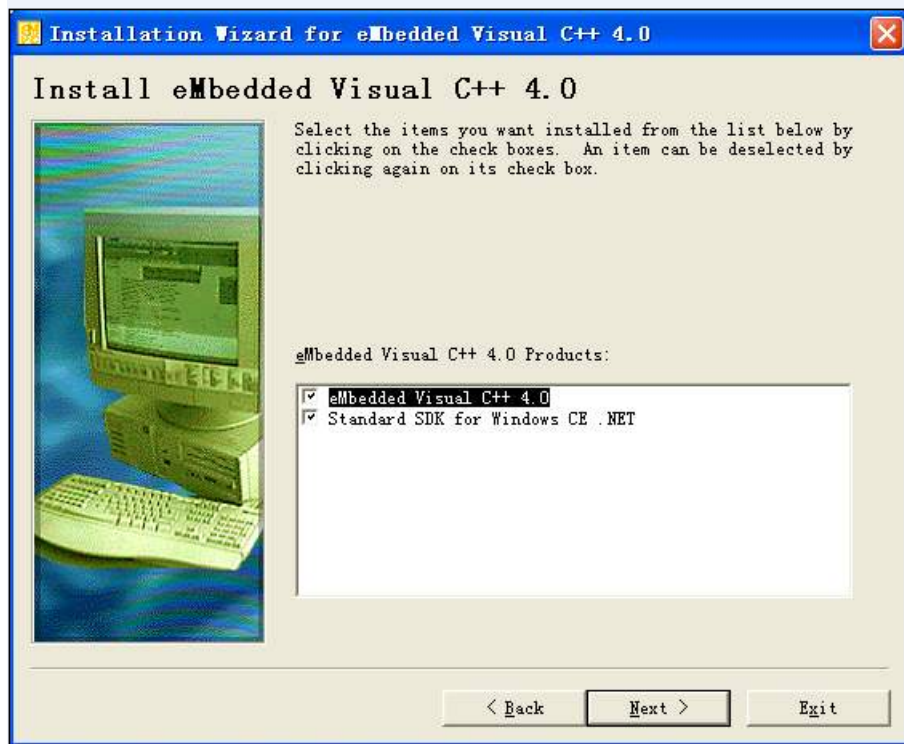 Installation Wizard for eMbedded Visual C++ 4.0
Install eMbedded Visual C++ 4.0
Select the items you want installed from the list below by
clicking on the check boxes.  An item can be deselected by
clicking again on its check box.
eMbedded Visual C++ 4.0 Products:
eMbedded Visual C++ 4.0
Standard SDK for Windows CE .NET
< Back
Next >
Exit